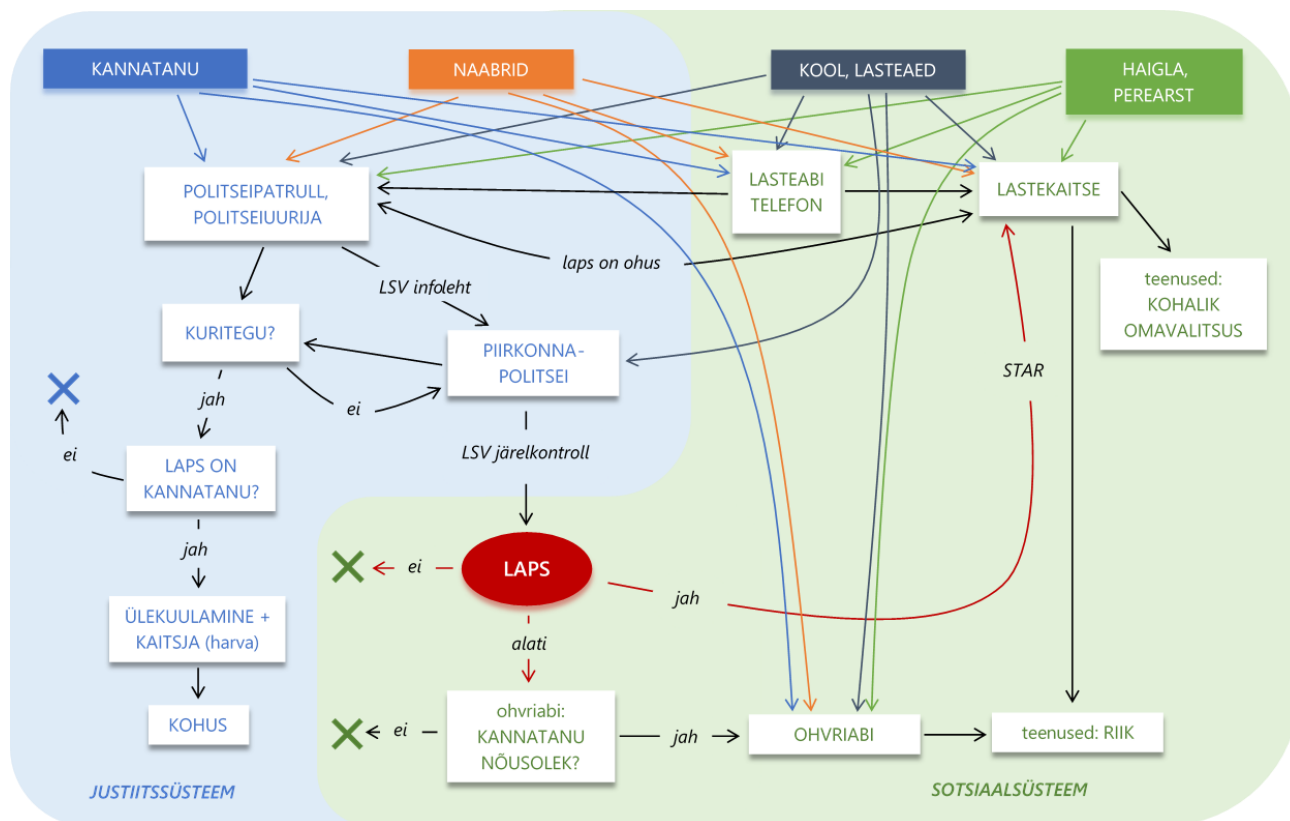 KANNATANU
NAABRID
KOOL, LASTEAED
HAIGLA,
PEREARST
POLITSEIPATRULL,
POLITSEIUURIJA
LASTEABI
TELEFON
LASTEKAITSE
laps on ohus
LSV infoleht
teenused:
KOHALIK
OMAVALITSUS
KURITEGU?
PIIRKONNA-
POLITSEI
STAR
jah
ei
ei
LSV järelkontroll
LAPS ON
KANNATANU?
jah
ei
LAPS
jah
ÜLEKUULAMINE +
KAITSJA (harva)
alati
KOHUS
ei
ohvriabi:
KANNATANU
NÕUSOLEK?
jah
OHVRIABI
teenused: RIIK
JUSTIITSSÜSTEEM
SOTSIAALSÜSTEEM